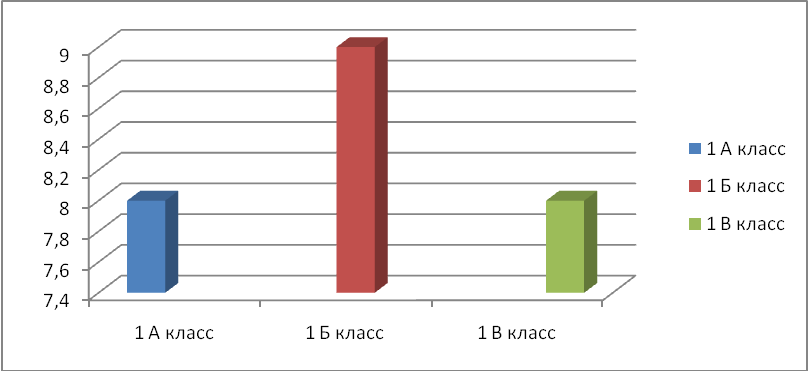 9
8,8
8,6
8,4
8,2
8
7,8
7,6
7,4
1 А класс
1 Б класс
1 В класс
1 А класс
1 Б класс
1 В класс